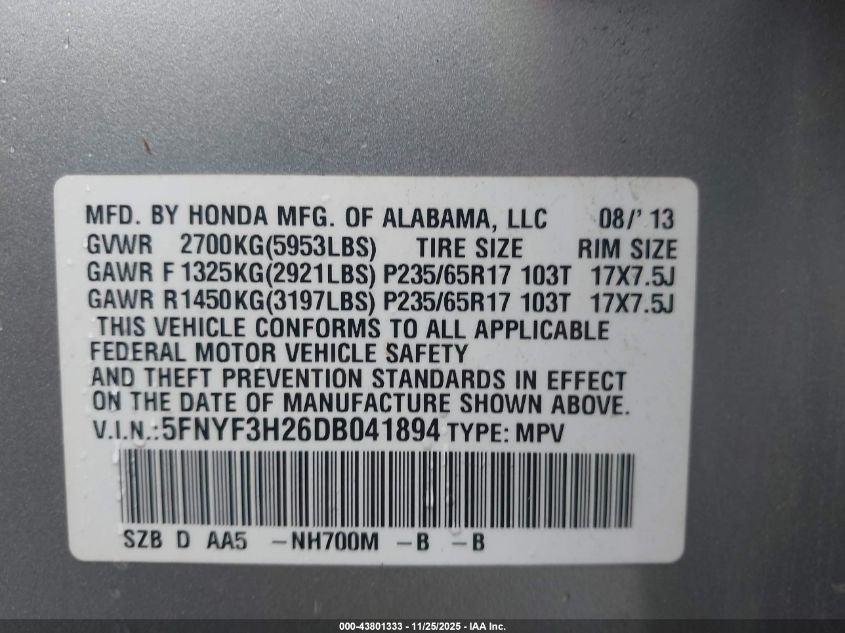 MFD. BY HONDA MFG. OF ALABAMA, LLC 08/' 13
GVWR 2700KG(5953LBS) TIRE SIZE RIM SIZE
GAWR F 1325KG(2921LBS) P235/65R17 103T 17X7.5J
GAWR R1450KG(3197LBS) P235/65R17 103T 17X7.5J
THIS VEHICLE CONFORMS TO ALL APPLICABLE
FEDERAL MOTOR VEHICLE SAFETY
AND THEFT PREVENTION STANDARDS IN EFFECT
ON THE DATE OF MANUFACTURE SHOWN ABOVE.
V.I.N.:5FNYF3H26DB041894 TYPE: MPV
SZB D AA5 -NH700M -B -B
000-43801333 - 11/25/2025 - IAA Inc.